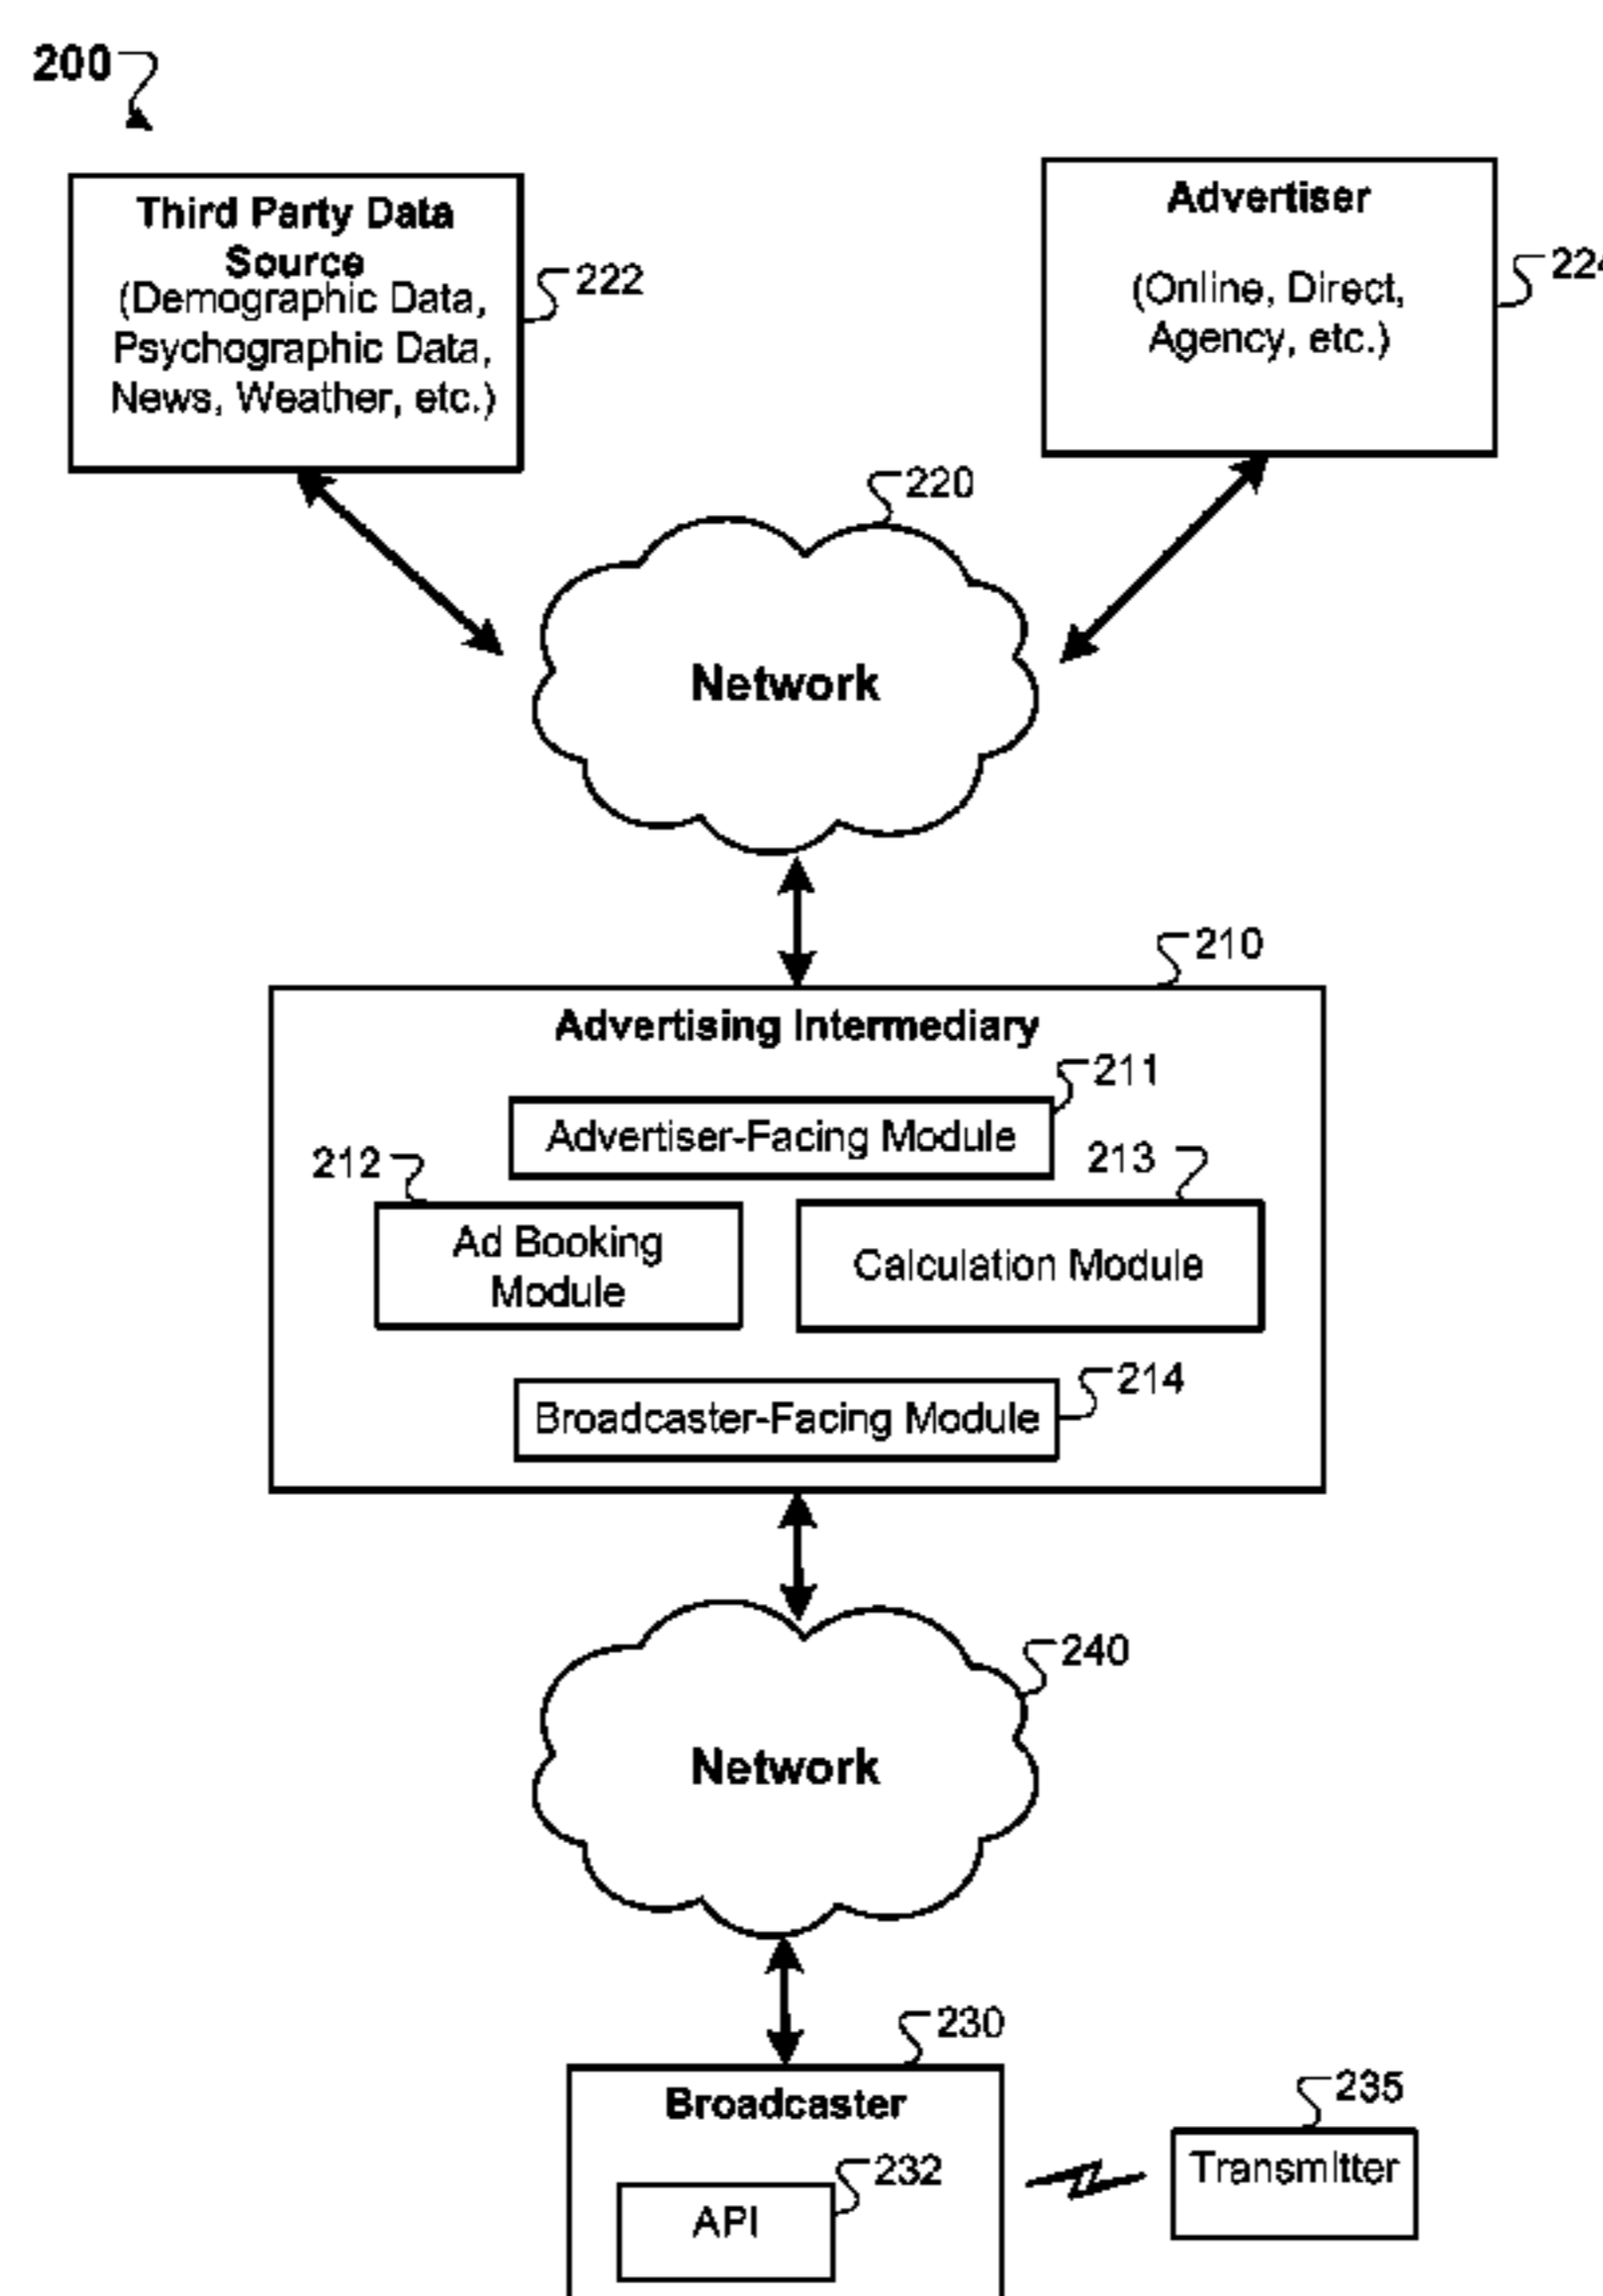 200
Third Party Data
Source
(Demographic Data,
Psychographic Data,
News, Weather, etc.)
222
Advertiser
(Online, Direct,
Agency, etc.)
224
220
Network
210
Advertising Intermediary
211
Advertiser-Facing Module
212
213
Ad Booking
Module
Calculation Module
214
Broadcaster-Facing Module
240
Network
230
Broadcaster
235
Transmitter
232
API